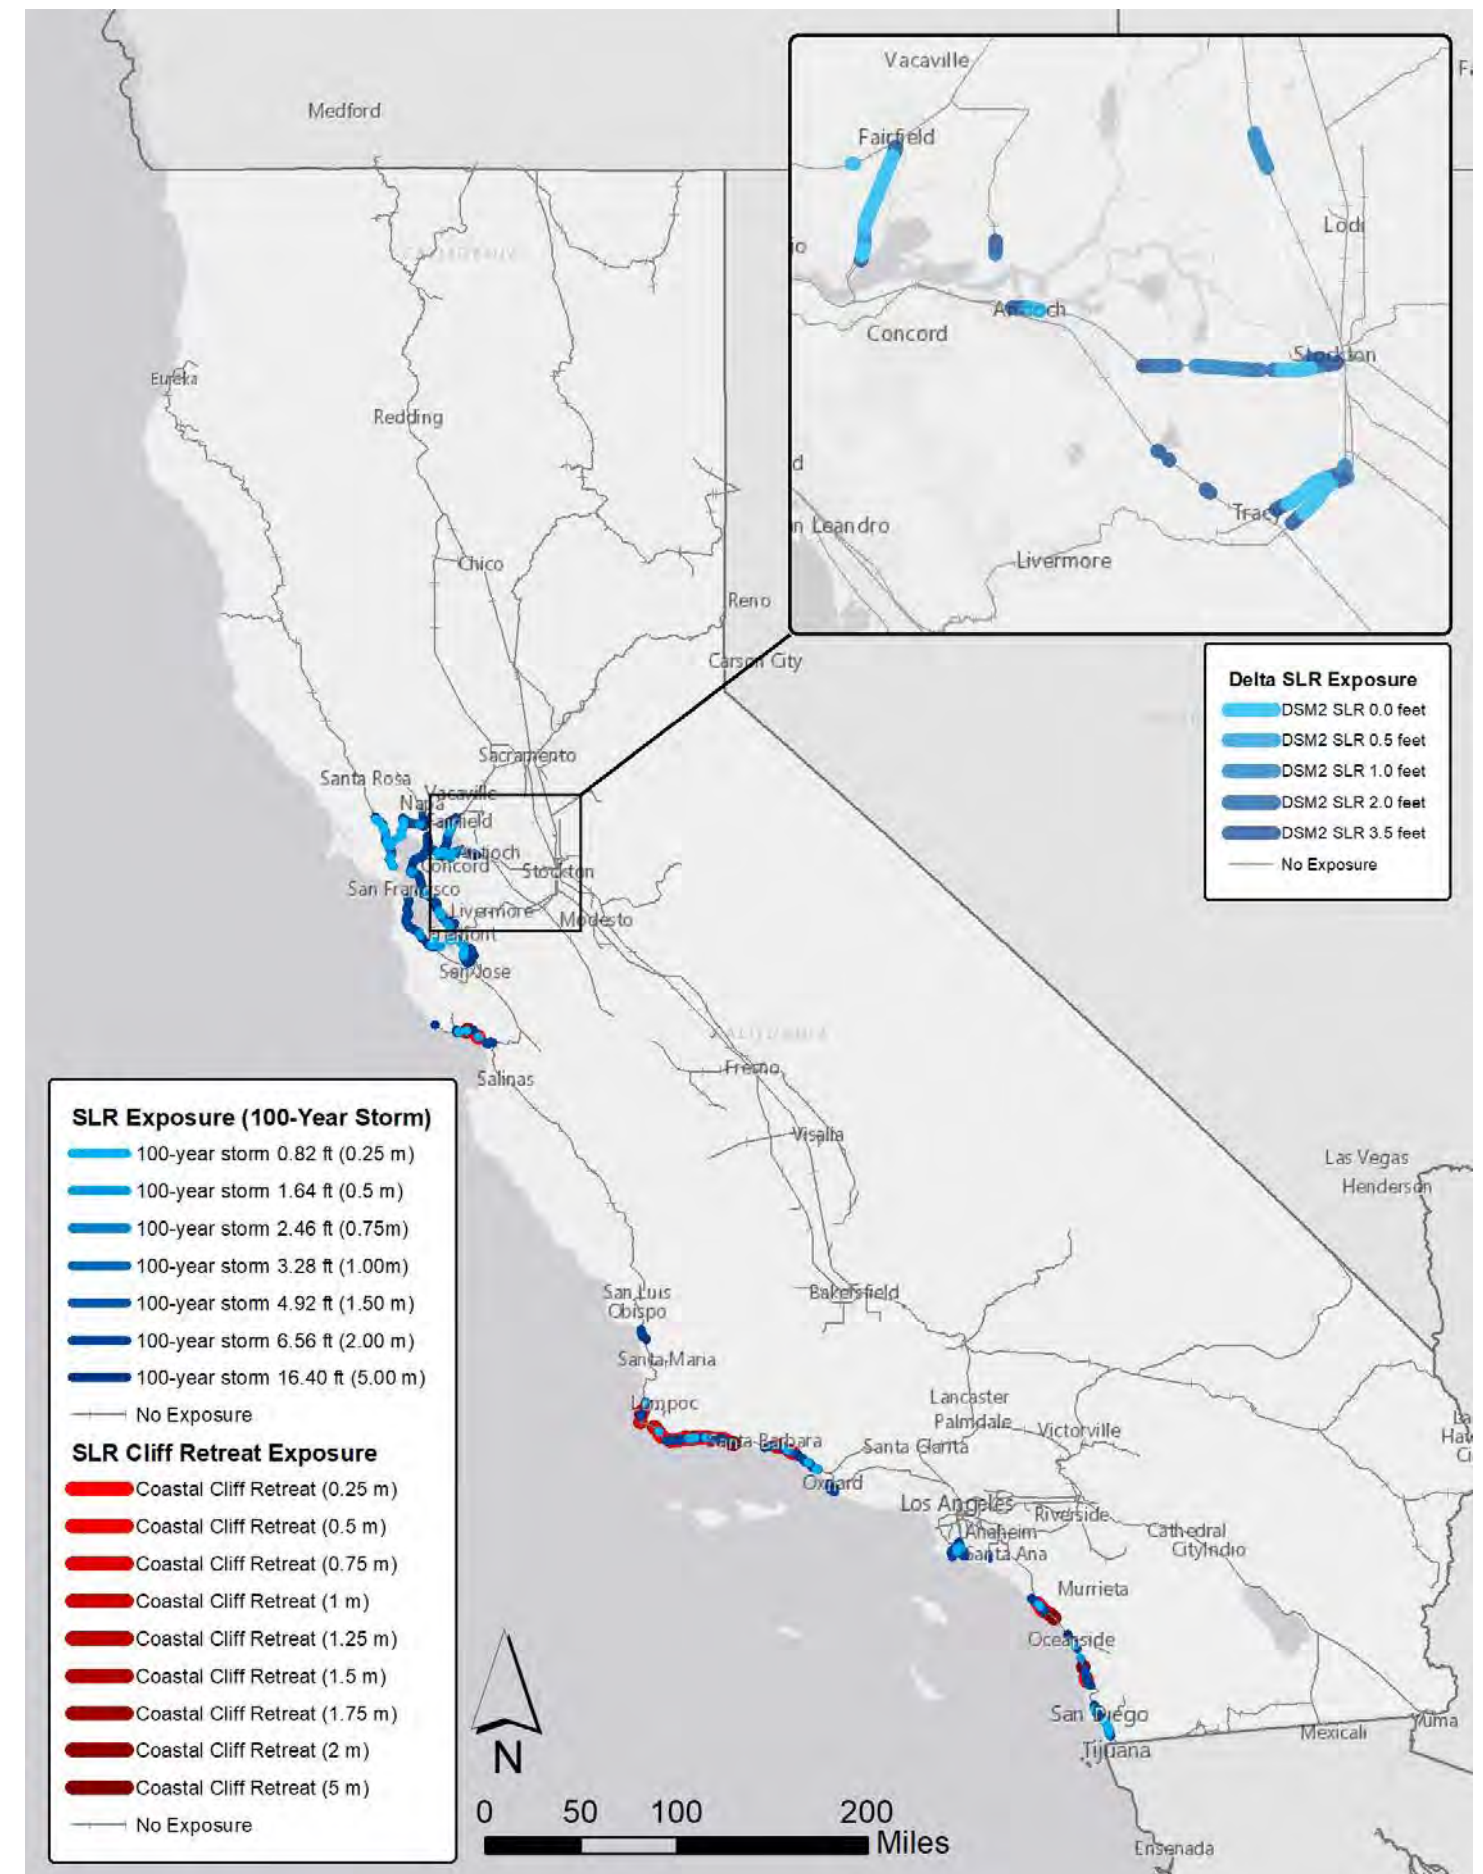 Medford
CALIFORNIA
Eureka
Redding
Chico
Reno
Carson City
Sacramento
Santa Rosa
Vacaville
Napa
Fairfield
Antioch
Concord
Stockton
San Francisco
Livermore
Modesto
Fremont
San Jose
CALIFORNIA
Fresno
Salinas
Visalia
Las Vegas
Henderson
San Luis
Obispo
Bakersfield
Santa Maria
Lompoc
Lancaster
Palmdale
Victorville
Santa Barbara
Santa Clarita
Oxnard
Los Angeles
Riverside
Anaheim
Cathedral
City
Indio
Santa Ana
Murrieta
Oceanside
San Diego
Tijuana
Mexicali
Yuma
Ensenada
La
Hav
Ci
Fa
Vacaville
Fairfield
io
Lodi
Antioch
Concord
Stockton
d
n Leandro
Tracy
Livermore
Delta SLR Exposure
DSM2 SLR 0.0 feet
DSM2 SLR 0.5 feet
DSM2 SLR 1.0 feet
DSM2 SLR 2.0 feet
DSM2 SLR 3.5 feet
No Exposure
SLR Exposure (100-Year Storm)
100-year storm 0.82 ft (0.25 m)
100-year storm 1.64 ft (0.5 m)
100-year storm 2.46 ft (0.75m)
100-year storm 3.28 ft (1.00m)
100-year storm 4.92 ft (1.50 m)
100-year storm 6.56 ft (2.00 m)
100-year storm 16.40 ft (5.00 m)
No Exposure
SLR Cliff Retreat Exposure
Coastal Cliff Retreat (0.25 m)
Coastal Cliff Retreat (0.5 m)
Coastal Cliff Retreat (0.75 m)
Coastal Cliff Retreat (1 m)
Coastal Cliff Retreat (1.25 m)
Coastal Cliff Retreat (1.5 m)
Coastal Cliff Retreat (1.75 m)
Coastal Cliff Retreat (2 m)
Coastal Cliff Retreat (5 m)
No Exposure
N
0 50 100 200
Miles